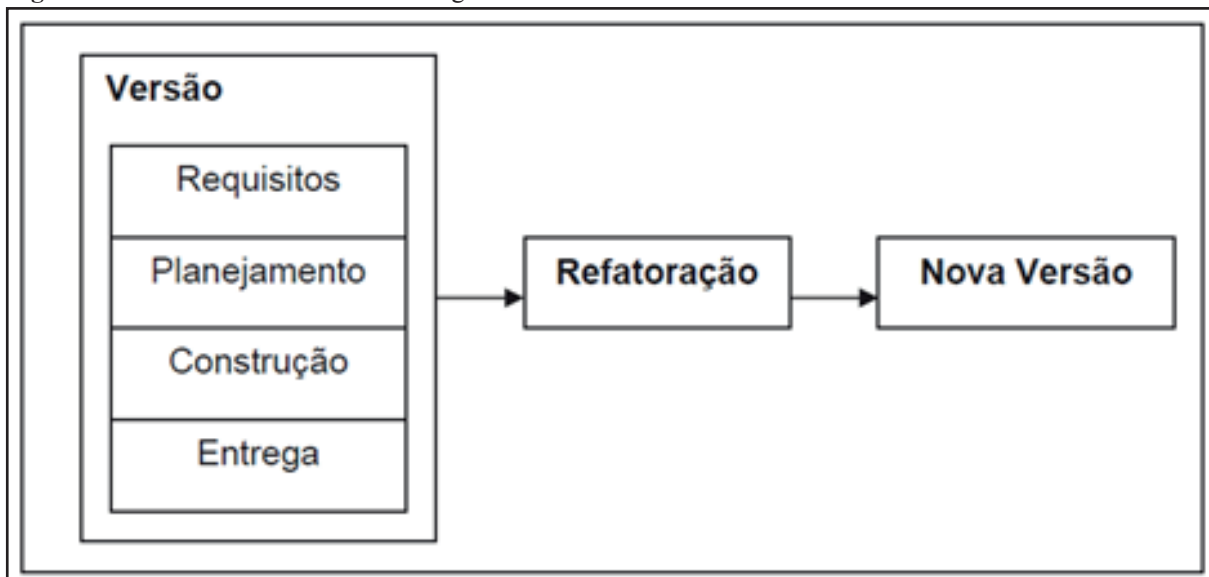 Versão
Requisitos
Planejamento
Construção
Entrega
Refatoração
Nova Versão